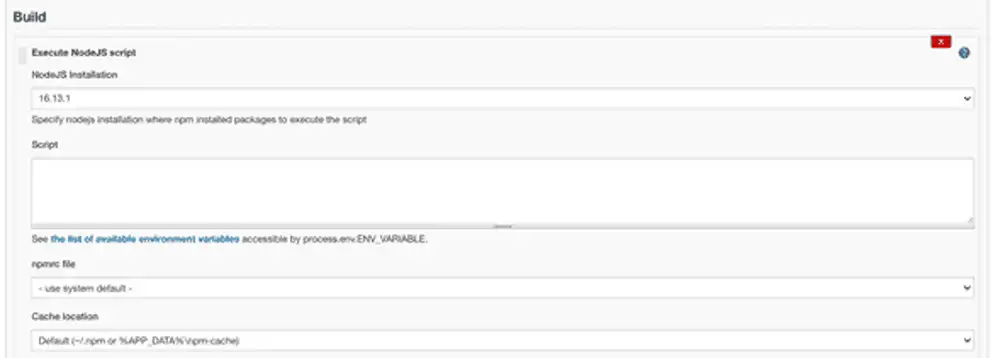 Build
X
Execute NodeJS script
NodeJS Installation
16.13.1
Specify nodejs installation where npm installed packages to execute the script
Script
See the list of available environment variables accessible by process.env.ENV_VARIABLE.
npmrc file
- use system default -
Cache location
Default (~/.npm or %APP_DATA%\npm-cache)